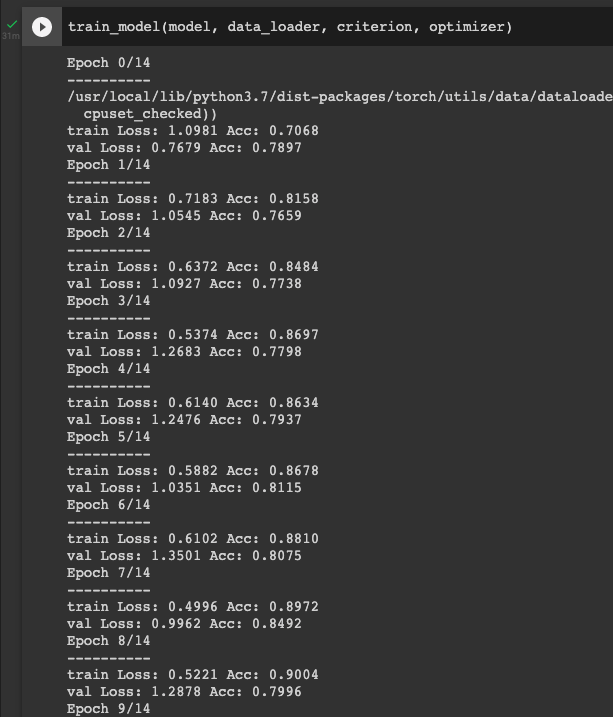 31m
train_model(model, data_loader, criterion, optimizer)
Epoch 0/14
----------
/usr/local/lib/python3.7/dist-packages/torch/utils/data/dataloade
cpuset_checked))
train Loss: 1.0981 Acc: 0.7068
val Loss: 0.7679 Acc: 0.7897
Epoch 1/14
----------
train Loss: 0.7183 Acc: 0.8158
val Loss: 1.0545 Acc: 0.7659
Epoch 2/14
----------
train Loss: 0.6372 Acc: 0.8484
val Loss: 1.0927 Acc: 0.7738
Epoch 3/14
----------
train Loss: 0.5374 Acc: 0.8697
val Loss: 1.2683 Acc: 0.7798
Epoch 4/14
----------
train Loss: 0.6140 Acc: 0.8634
val Loss: 1.2476 Acc: 0.7937
Epoch 5/14
----------
train Loss: 0.5882 Acc: 0.8678
val Loss: 1.0351 Acc: 0.8115
Epoch 6/14
----------
train Loss: 0.6102 Acc: 0.8810
val Loss: 1.3501 Acc: 0.8075
Epoch 7/14
----------
train Loss: 0.4996 Acc: 0.8972
val Loss: 0.9962 Acc: 0.8492
Epoch 8/14
----------
train Loss: 0.5221 Acc: 0.9004
val Loss: 1.2878 Acc: 0.7996
Epoch 9/14